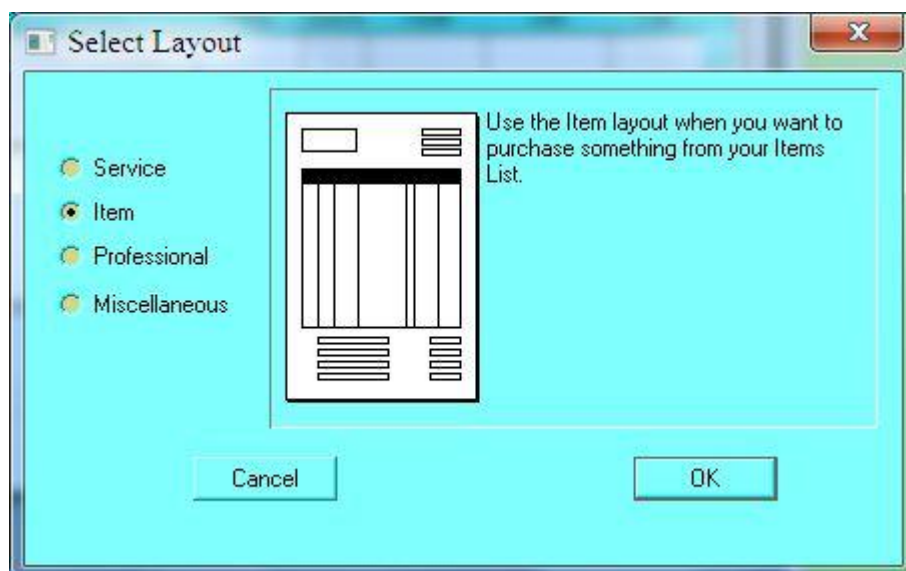 Select Layout
Use the Item layout when you want to
purchase something from your Items
List.
Service
Item
Professional
Miscellaneous
Cancel
OK